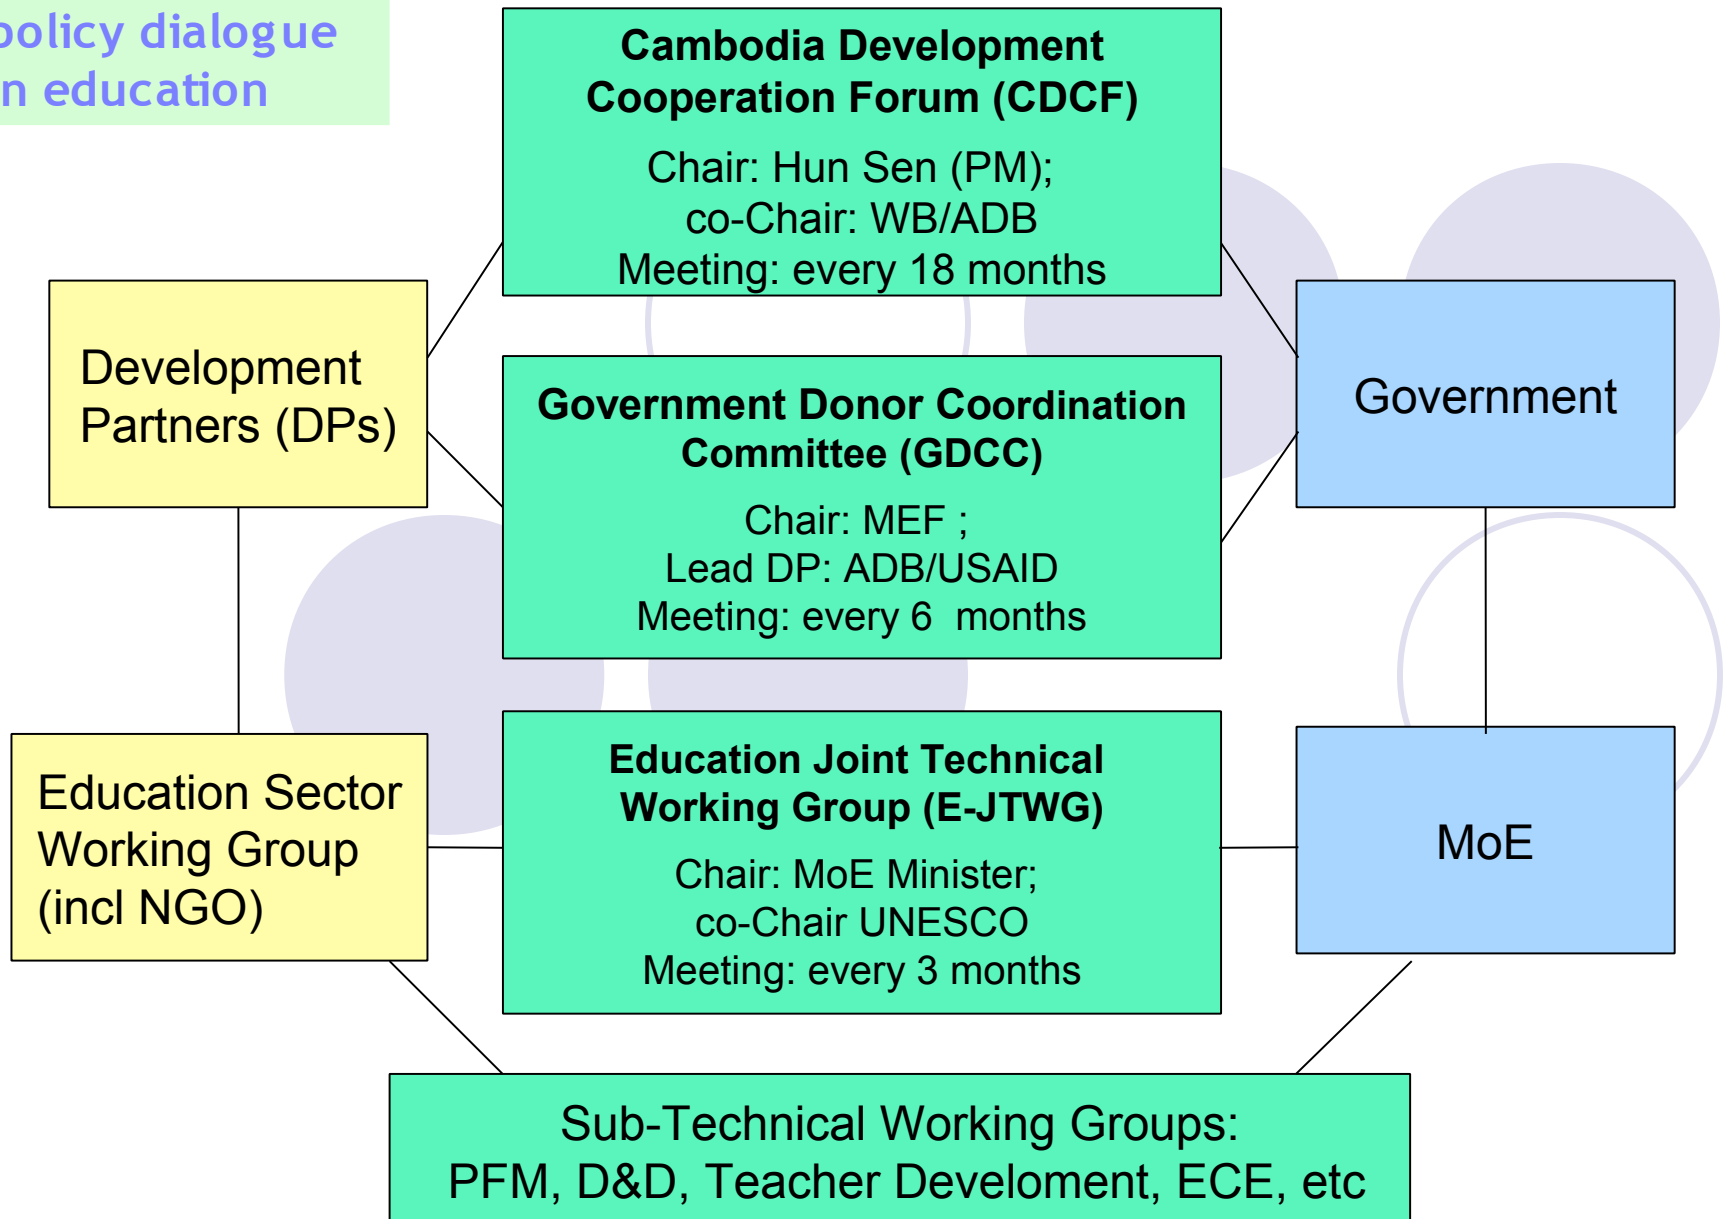 policy dialogue
n education
Cambodia Development
Cooperation Forum (CDCF)
Chair: Hun Sen (PM);
co-Chair: WB/ADB
Meeting: every 18 months
Development
Partners (DPs)
Government Donor Coordination
Committee (GDCC)
Chair: MEF ;
Lead DP: ADB/USAID
Meeting: every 6 months
Government
Education Sector
Working Group
(incl NGO)
Education Joint Technical
Working Group (E-JTWG)
Chair: MoE Minister;
co-Chair UNESCO
Meeting: every 3 months
MoE
Sub-Technical Working Groups:
PFM, D&D, Teacher Develoment, ECE, etc